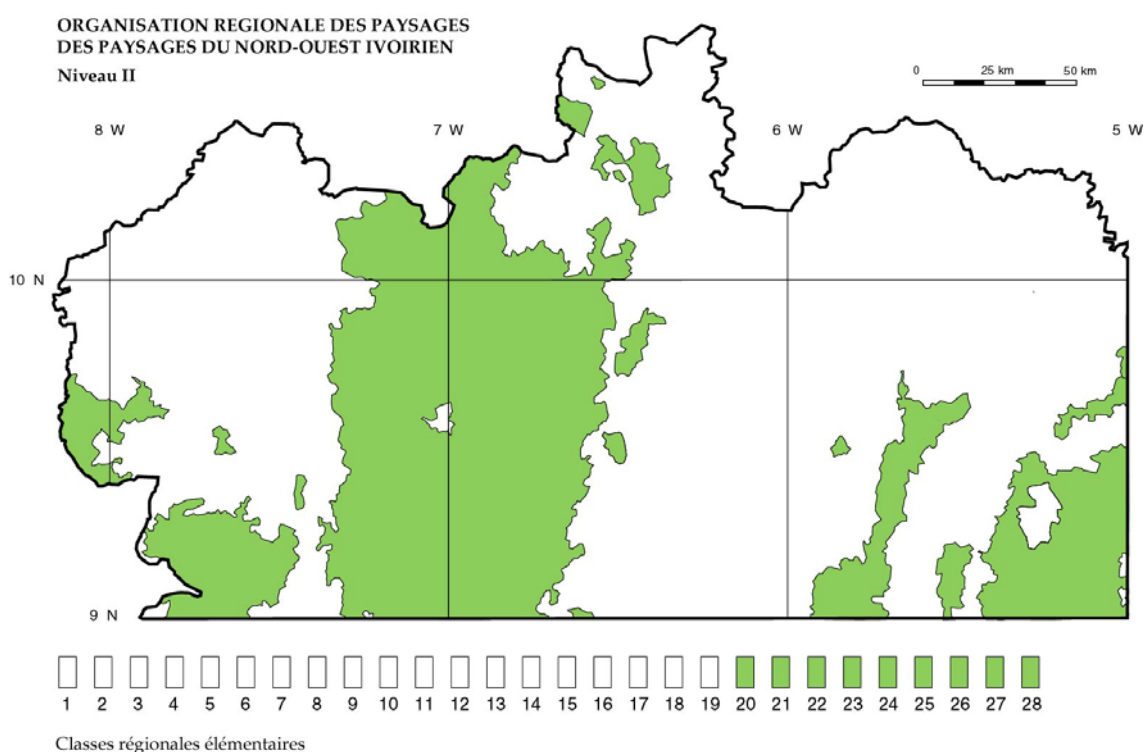 ORGANISATION REGIONALE DES PAYSAGES
DES PAYSAGES DU NORD-OUEST IVOIRIEN
Niveau II
0 25 km 50 km
8 W 7 W 6 W 5 W
10 N
9 N
1 2 3 4 5 6 7 8 9 10 11 12 13 14 15 16 17 18 19 20 21 22 23 24 25 26 27 28
Classes régionales élémentaires